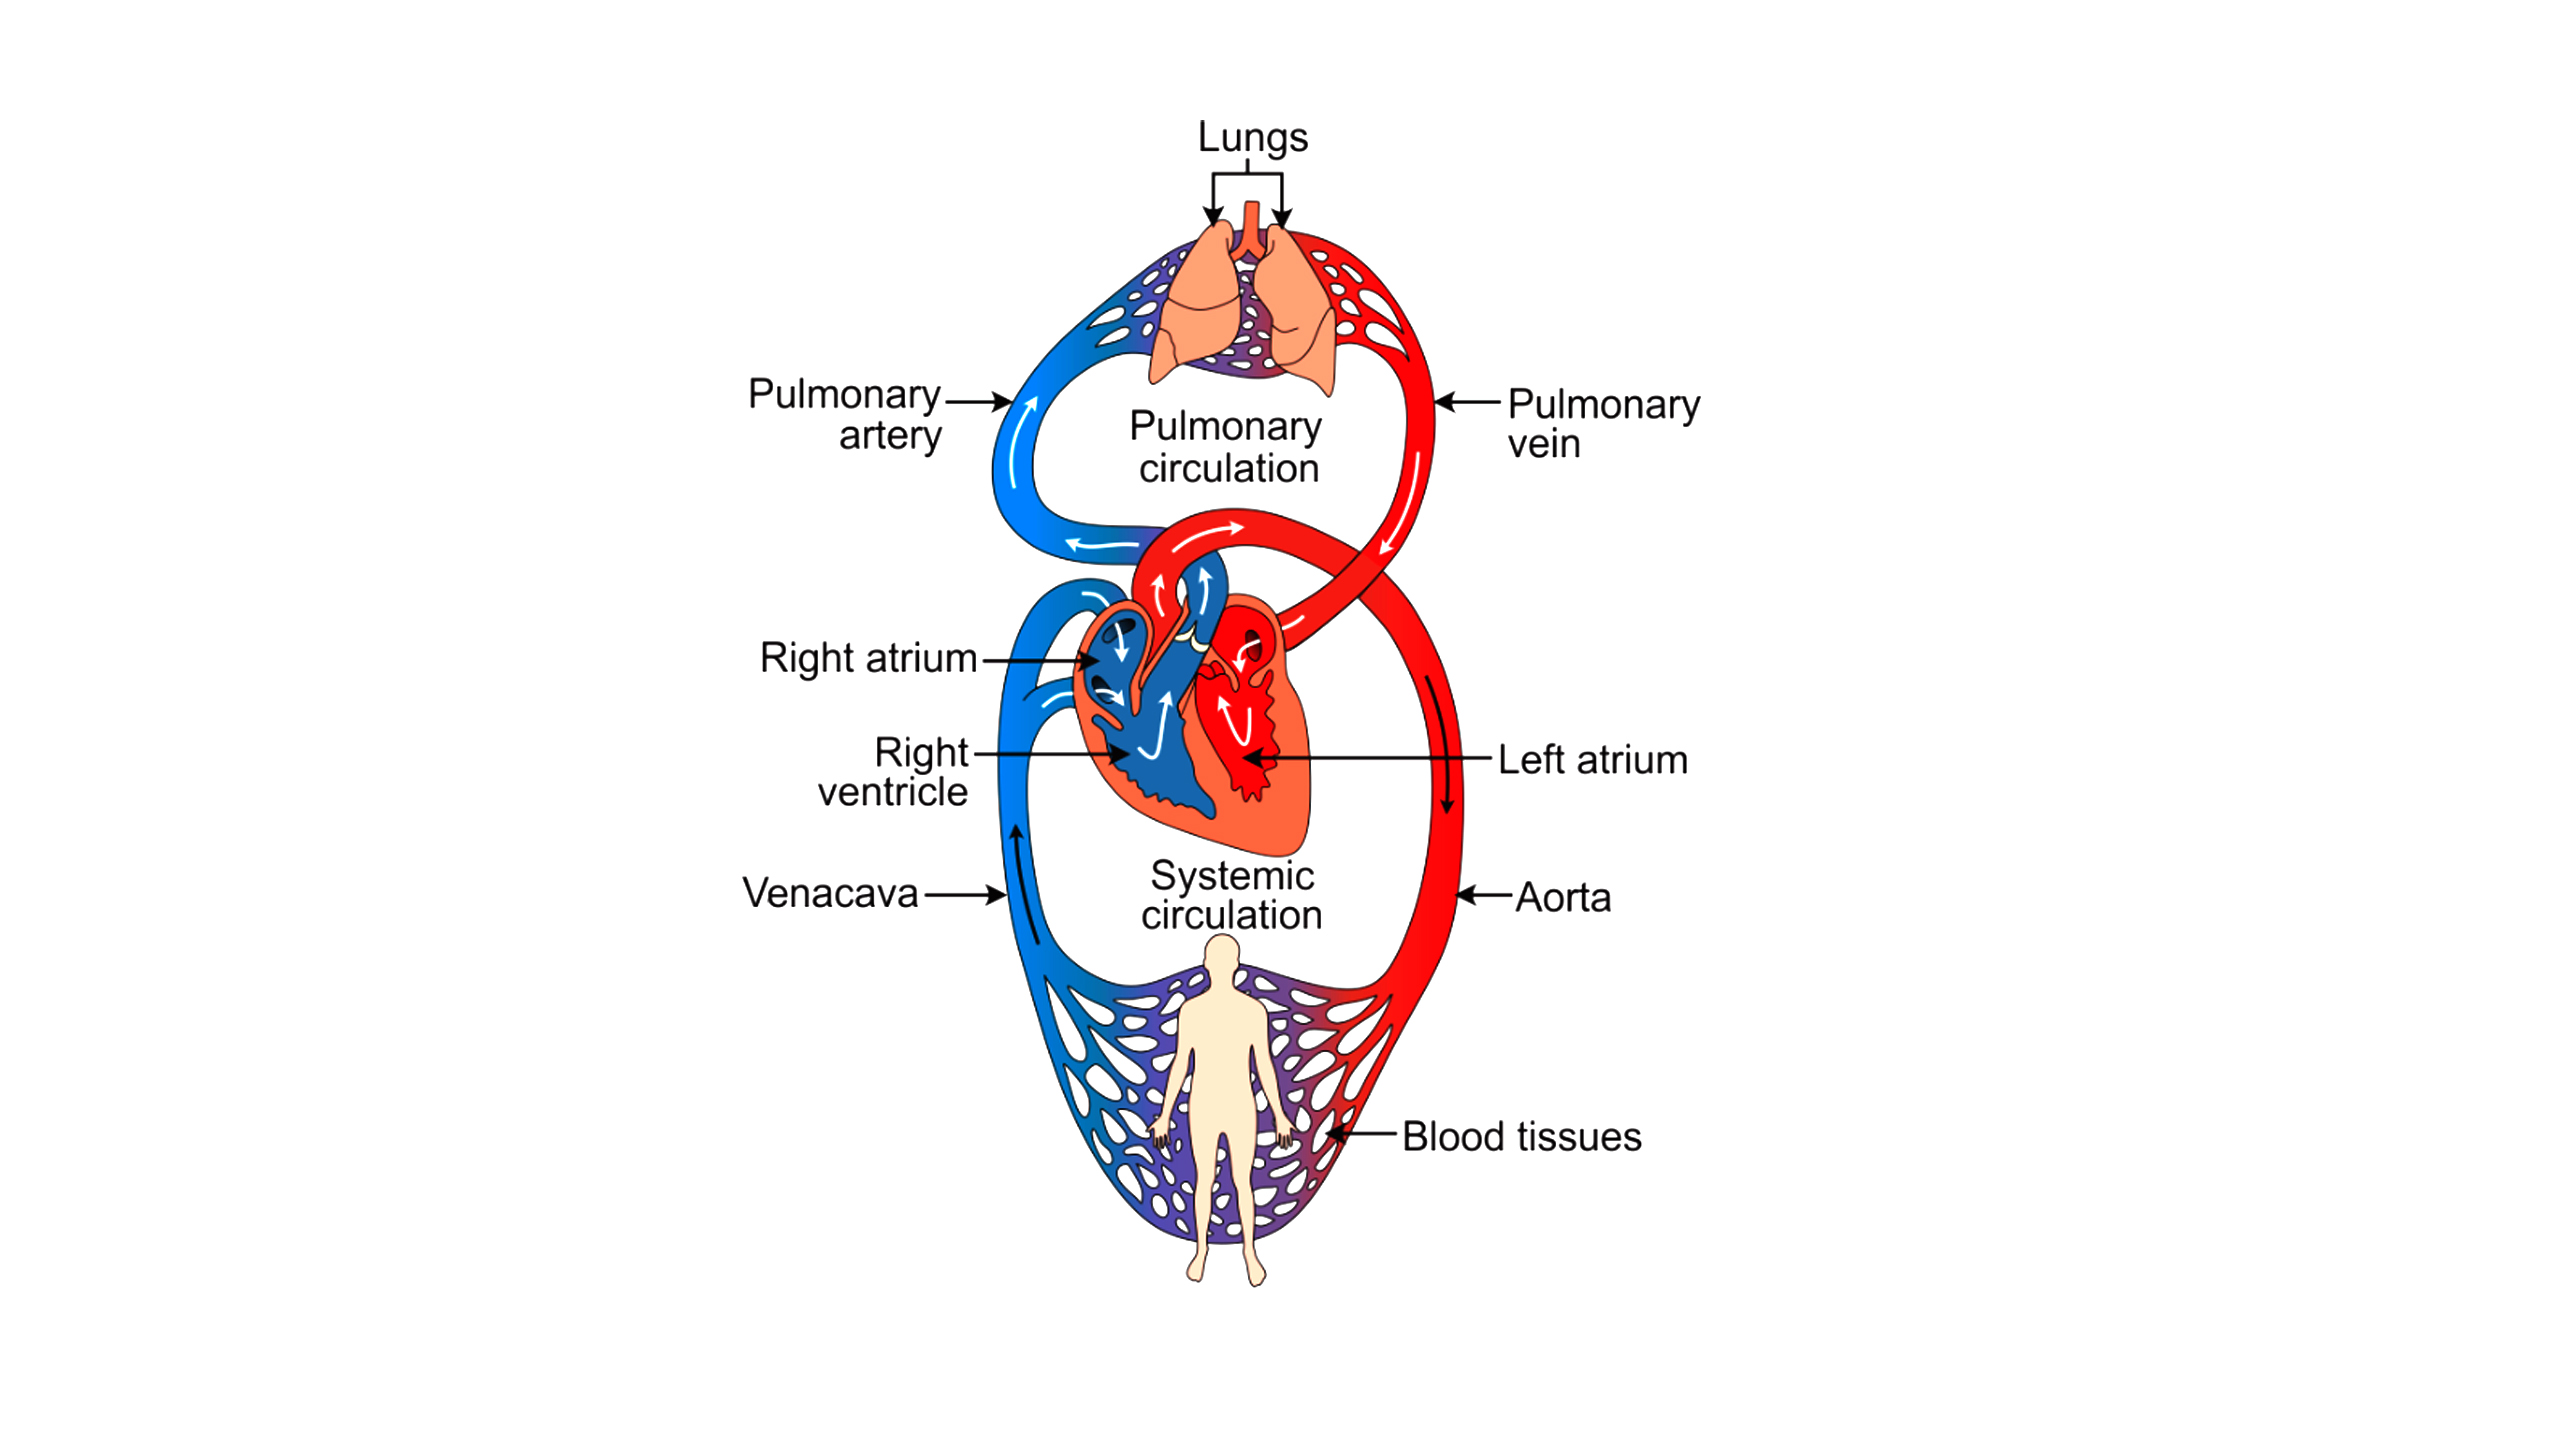 Lungs
Pulmonary
artery
Pulmonary
vein
Pulmonary
circulation
Right atrium
Right
ventricle
Left atrium
Venacava
Systemic
circulation
Aorta
Blood tissues